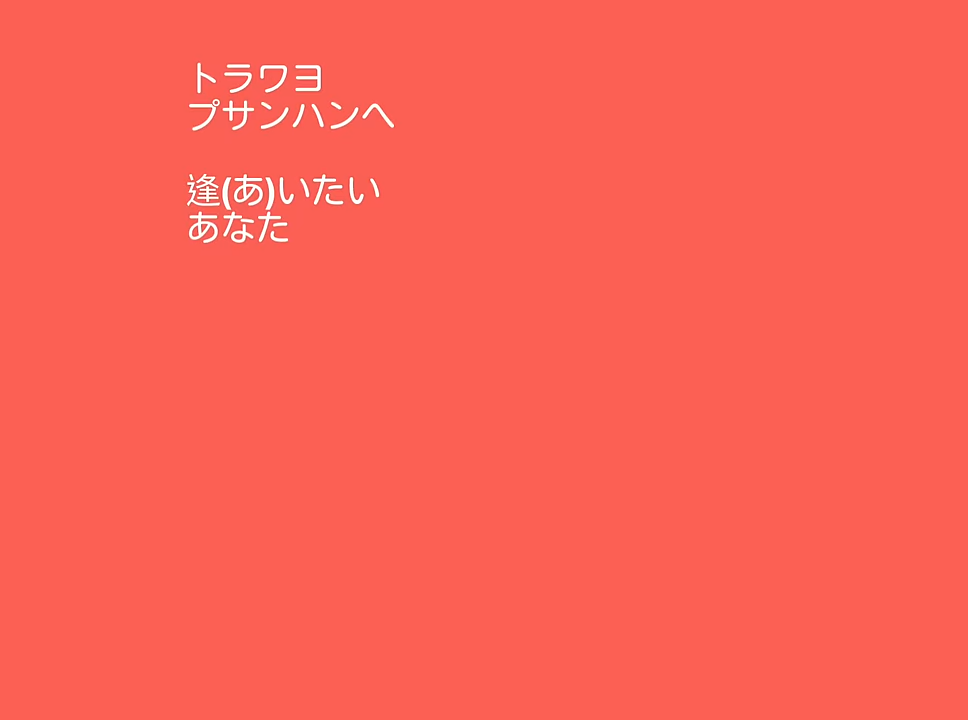 トラワヨ
プサンハンへ
逢(あ)いたい
あなた